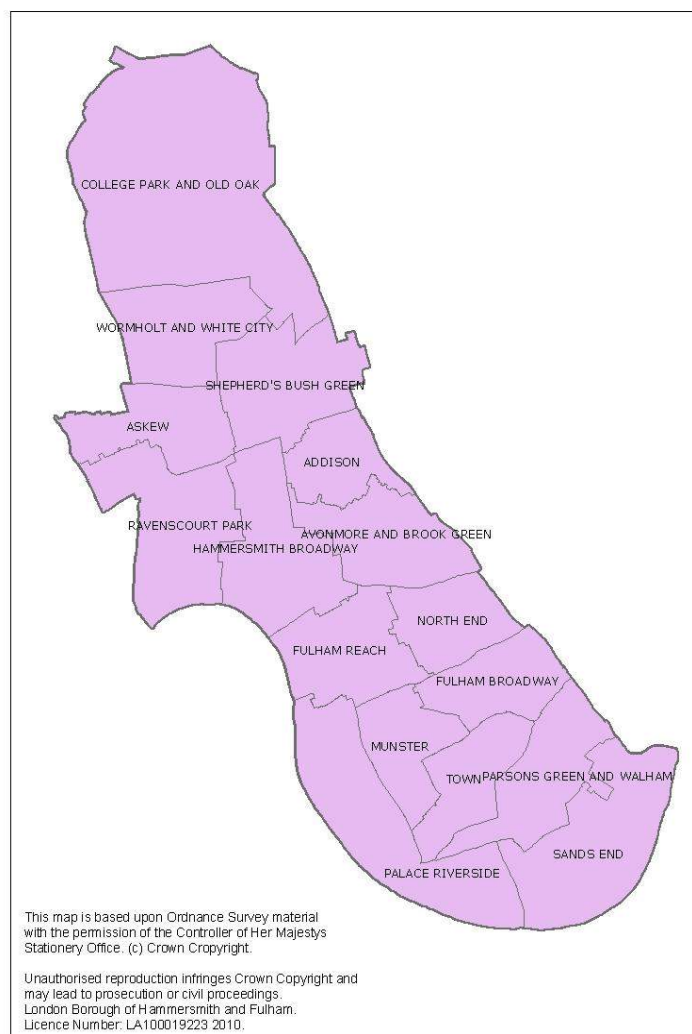 COLLEGE PARK AND OLD OAK
WORMHOLT AND WHITE CITY
SHEPHERD'S BUSH GREEN
ASKEW
ADDISON
RAVENSCOURT PARK
AVONMORE AND BROOK GREEN
HAMMERSMITH BROADWAY
NORTH END
FULHAM REACH
FULHAM BROADWAY
MUNSTER
TOWN
PARSONS GREEN AND WALHAM
SANDS END
PALACE RIVERSIDE
This map is based upon Ordnance Survey material
with the permission of the Controller of Her Majestys
Stationery Office. (c) Crown Cropyright.
Unauthorised reproduction infringes Crown Copyright and
may lead to prosecution or civil proceedings.
London Borough of Hammersmith and Fulham.
Licence Number: LA100019223 2010.